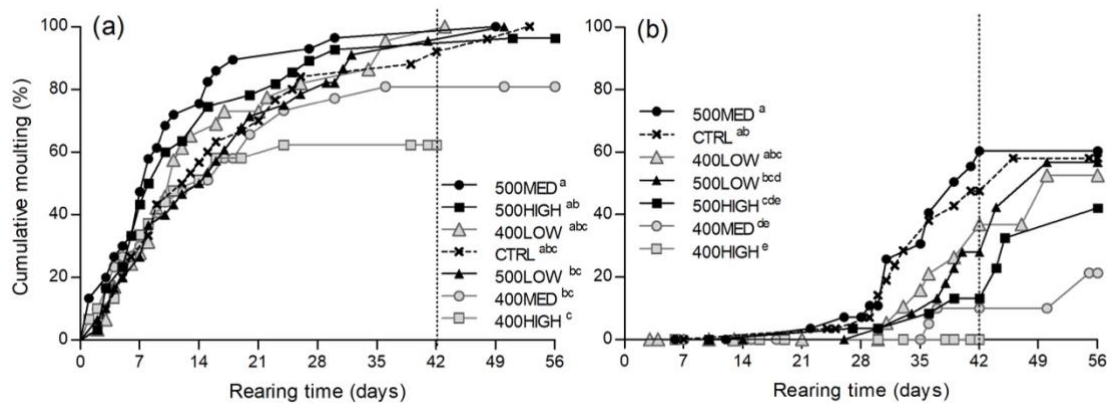 (a)
Cumulative moulting (%)
100
80
60
40
20
0
0 7 14 21 28 35 42 49 56
Rearing time (days)
500MED a
500HIGH ab
400LOW abc
CTRL abc
500LOW bc
400MED bc
400HIGH c
(b)
100
80
60
40
20
0
0 7 14 21 28 35 42 49 56
Rearing time (days)
500MED a
CTRL ab
400LOW abc
500LOW bcd
500HIGH cde
400MED de
400HIGH e